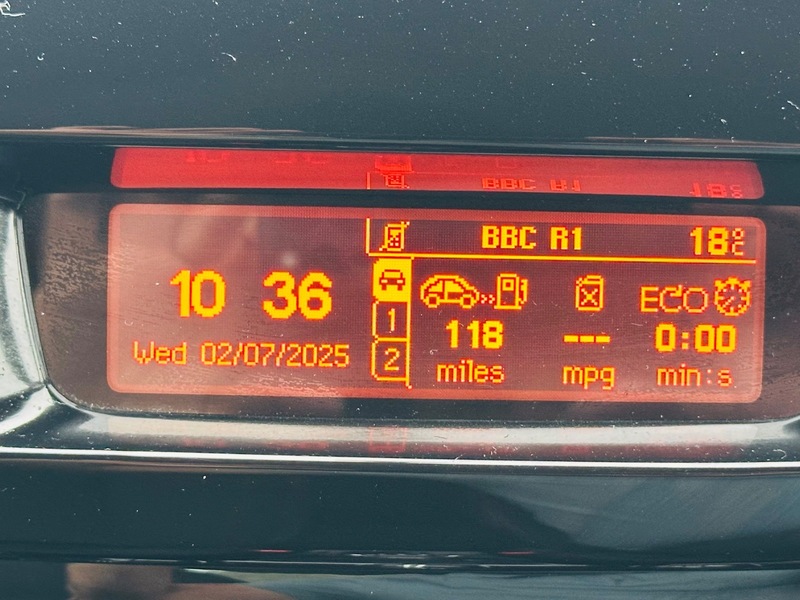 BBC R1 18°C
10 36
Wed 02/07/2025
1
2
ECO
118 --- 0:00
miles mpg min:s